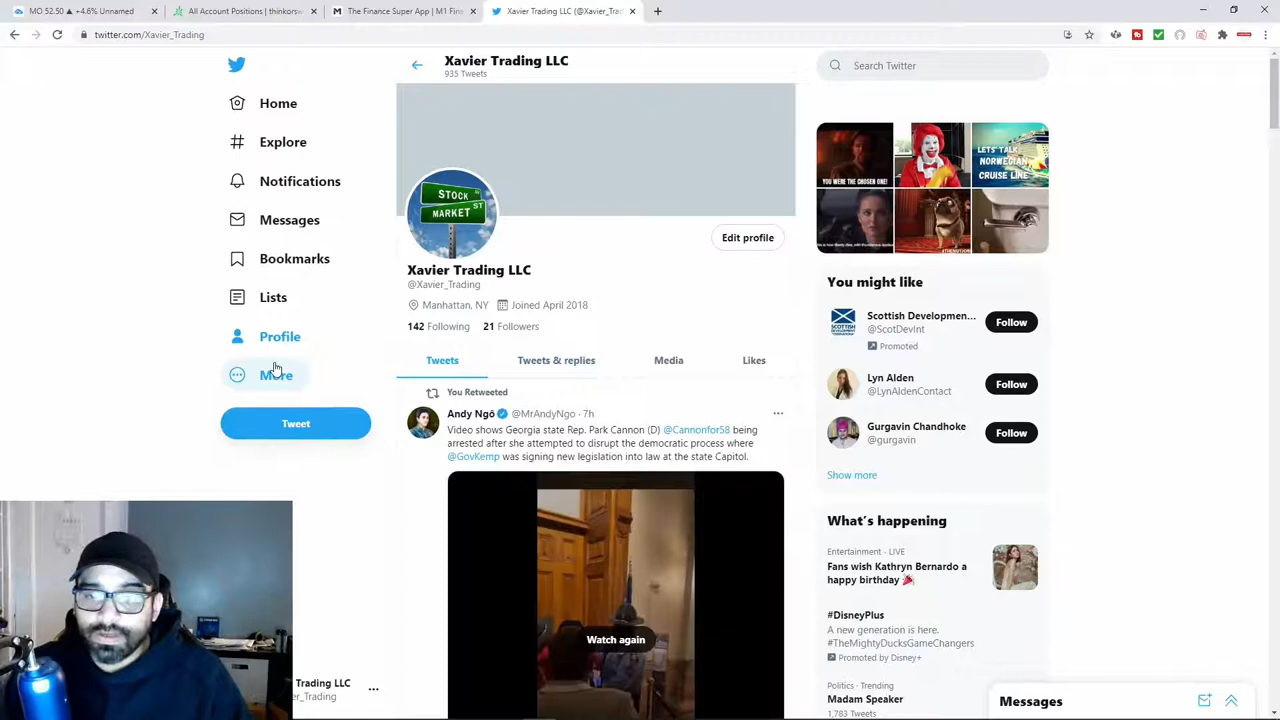 MO 52.50 ▲ +4.6% Unnamed
All Account Positions | thinkorsw
The Finance Super App | M1 Fin
Xavier Trading LLC (@Xavier_Trad
twitter.com/Xavier_Trading
Home
Explore
Notifications
Messages
Bookmarks
Lists
Profile
More
Tweet
Trading LLC
er_Trading
Xavier Trading LLC
935 Tweets
STOCK
MARKET ST
Edit profile
Xavier Trading LLC
@Xavier_Trading
Manhattan, NY Joined April 2018
142 Following 21 Followers
Tweets Tweets & replies Media Likes
You Retweeted
Andy Ngô @MrAndyNgo · 7h
Video shows Georgia state Rep. Park Cannon (D) @Cannonfor58 being
arrested after she attempted to disrupt the democratic process where
@GovKemp was signing new legislation into law at the state Capitol.
Watch again
Search Twitter
YOU WERE THE CHOSEN ONE!
LETS' TALK
NORWEGIAN
CRUISE LINE
You might like
Scottish Developmen...
@ScotDevInt
Promoted
Follow
Lyn Alden
@LynAldenContact
Follow
Gurgavin Chandhoke
@gurgavin
Follow
Show more
What's happening
Entertainment · LIVE
Fans wish Kathryn Bernardo a
happy birthday
#DisneyPlus
A new generation is here.
#TheMightyDucksGameChangers
Promoted by Disney+
Politics · Trending
Madam Speaker
1,783 Tweets
Messages